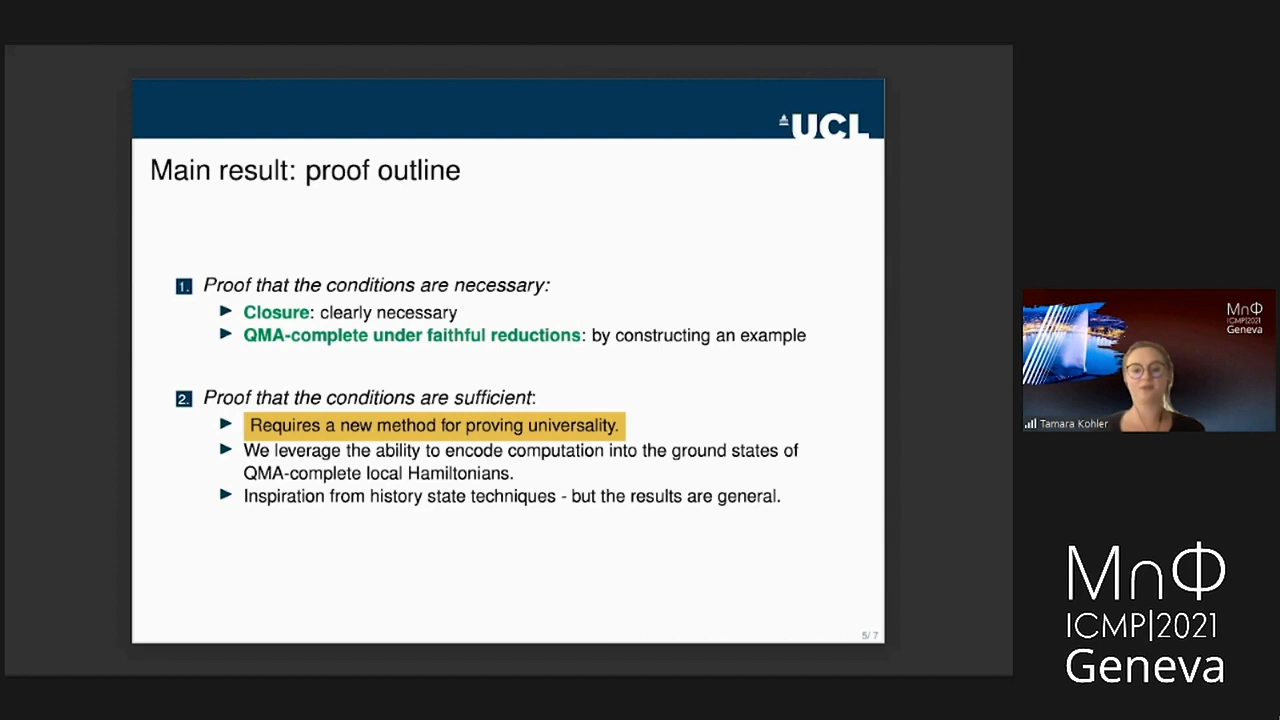 UCL
Main result: proof outline
1. Proof that the conditions are necessary:
Closure: clearly necessary
QMA-complete under faithful reductions: by constructing an example
2. Proof that the conditions are sufficient:
Requires a new method for proving universality.
We leverage the ability to encode computation into the ground states of
QMA-complete local Hamiltonians.
Inspiration from history state techniques - but the results are general.
5/7
M∩Φ
ICMP|2021
Geneva
Tamara Kohler
M∩Φ
ICMP|2021
Geneva